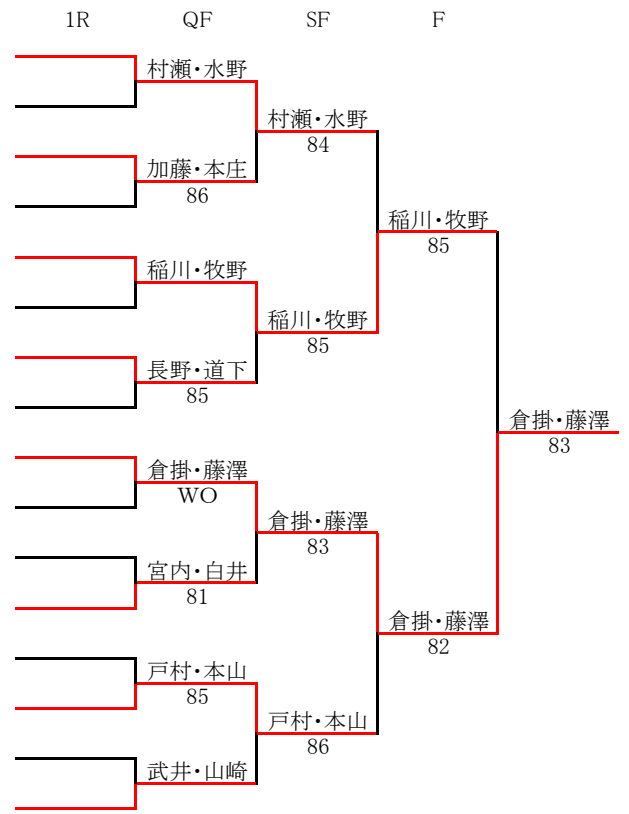 1R QF SF F
村瀬・水野
村瀬・水野
84
加藤・本庄
86
稲川・牧野
85
稲川・牧野
稲川・牧野
85
長野・道下
85
倉掛・藤澤
83
倉掛・藤澤
WO
倉掛・藤澤
83
宮内・白井
81
倉掛・藤澤
82
戸村・本山
85
戸村・本山
86
武井・山崎